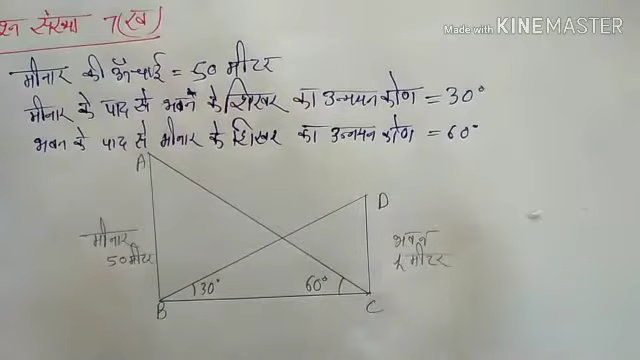 Made with KINEMASTER
प्रश्न संख्या 7(ख)
मीनार की ऊँचाई = 50 मीटर
मीनार के पाद से भवन के शिखर का उन्नयन कोण = 30°
भवन के पाद से मीनार के शिखर का उन्नयन कोण = 60°
A
D
मीनार
50 मीटर
भवन
h मीटर
30°
60°
B
C